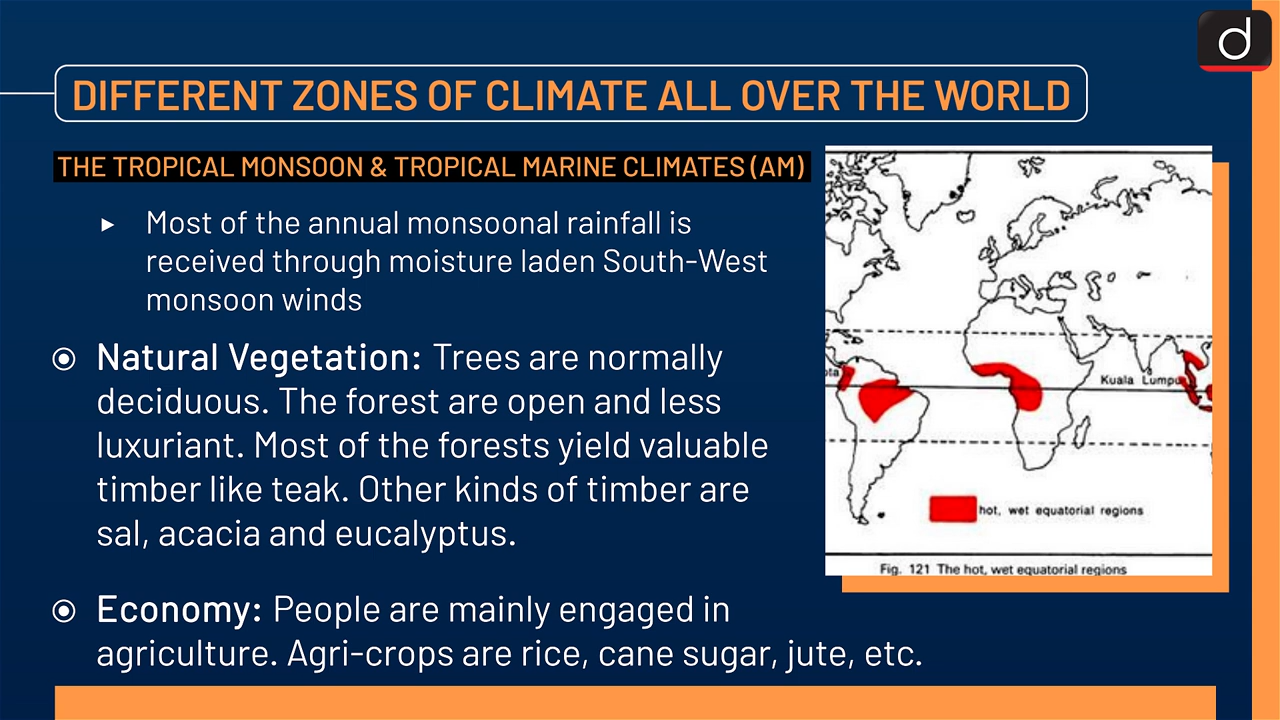 d
DIFFERENT ZONES OF CLIMATE ALL OVER THE WORLD
THE TROPICAL MONSOON & TROPICAL MARINE CLIMATES (AM)
▸ Most of the annual monsoonal rainfall is
received through moisture laden South-West
monsoon winds
Natural Vegetation: Trees are normally
deciduous. The forest are open and less
luxuriant. Most of the forests yield valuable
timber like teak. Other kinds of timber are
sal, acacia and eucalyptus.
Economy: People are mainly engaged in
agriculture. Agri-crops are rice, cane sugar, jute, etc.
ota
Kuala Lumpu
hot, wet equatorial regions
Fig. 121 The hot, wet equatorial regions